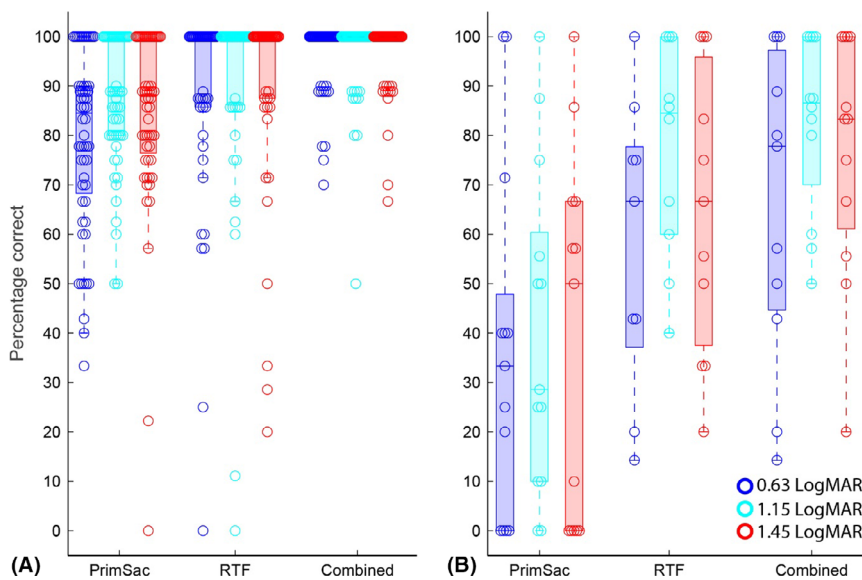 Percentage correct
100
90
80
70
60
50
40
30
20
10
0
PrimSac RTF Combined
(A)
100
90
80
70
60
50
40
30
20
10
0
PrimSac RTF Combined
(B)
0.63 LogMAR
1.15 LogMAR
1.45 LogMAR